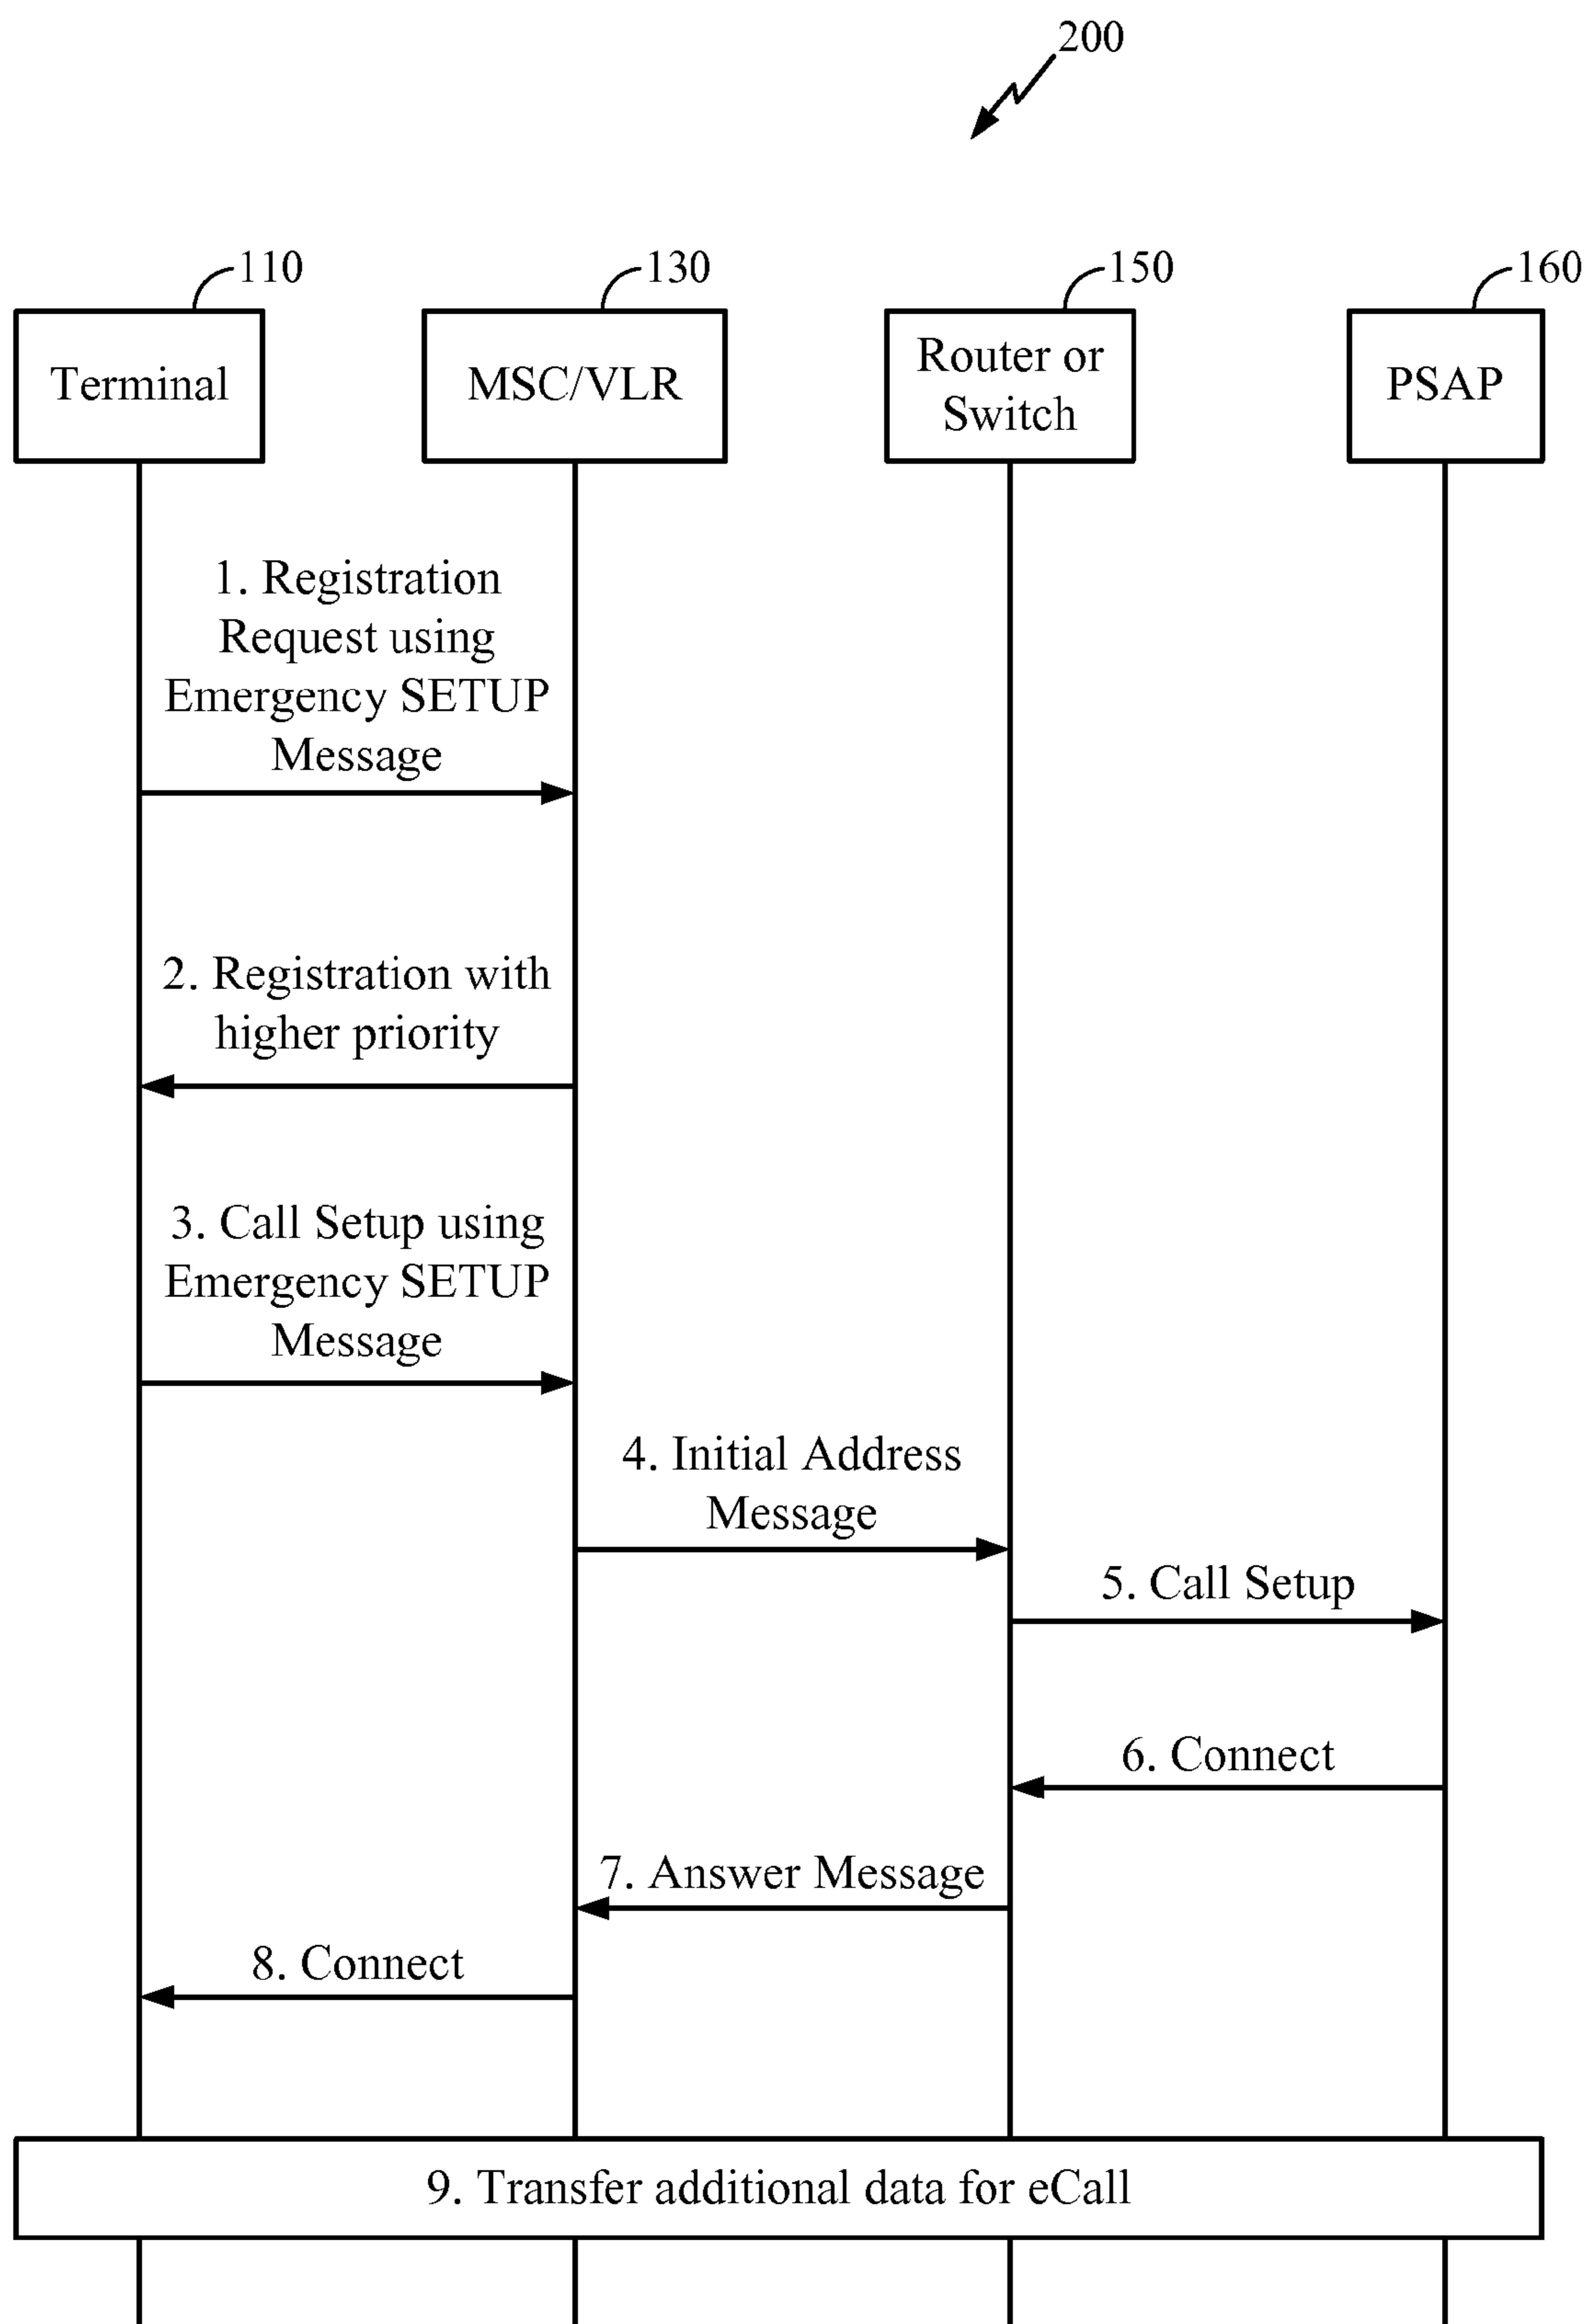 200
110
130
150
160
Terminal
MSC/VLR
Router or
Switch
PSAP
1. Registration
Request using
Emergency SETUP
Message
2. Registration with
higher priority
3. Call Setup using
Emergency SETUP
Message
4. Initial Address
Message
5. Call Setup
6. Connect
7. Answer Message
8. Connect
9. Transfer additional data for eCall